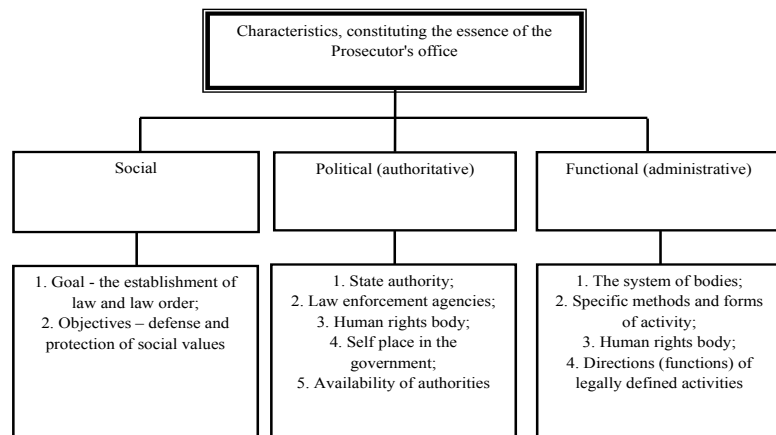 Characteristics, constituting the essence of the
Prosecutor's office
Social
Political (authoritative)
Functional (administrative)
1. Goal - the establishment of
law and law order;
2. Objectives – defense and
protection of social values
1. State authority;
2. Law enforcement agencies;
3. Human rights body;
4. Self place in the
government;
5. Availability of authorities
1. The system of bodies;
2. Specific methods and forms
of activity;
3. Human rights body;
4. Directions (functions) of
legally defined activities